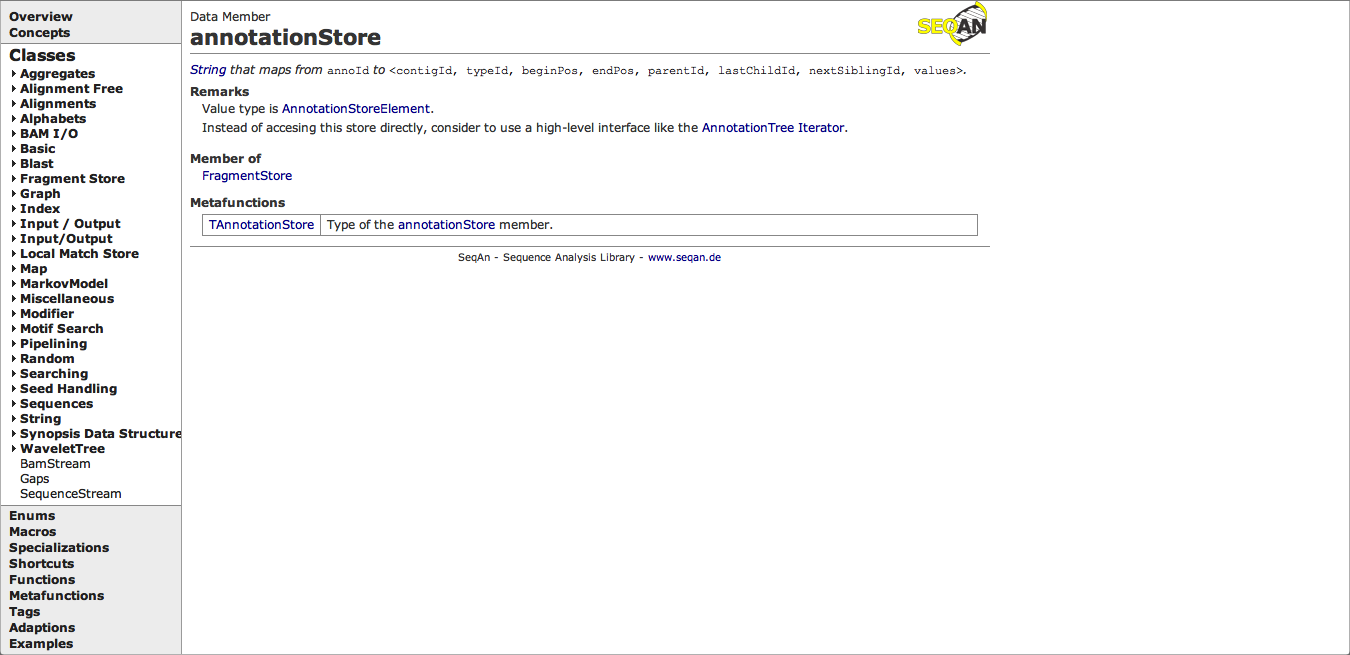 Overview
Concepts
Classes
Aggregates
Alignment Free
Alignments
Alphabets
BAM I/O
Basic
Blast
Fragment Store
Graph
Index
Input / Output
Input/Output
Local Match Store
Map
MarkovModel
Miscellaneous
Modifier
Motif Search
Pipelining
Random
Searching
Seed Handling
Sequences
String
Synopsis Data Structure
WaveletTree
BamStream
Gaps
SequenceStream
Enums
Macros
Specializations
Shortcuts
Functions
Metafunctions
Tags
Adaptions
Examples
Data Member
annotationStore
SEQAN
String that maps from annoId to <contigId, typeId, beginPos, endPos, parentId, lastChildId, nextSiblingId, values>.
Remarks
Value type is AnnotationStoreElement.
Instead of accesing this store directly, consider to use a high-level interface like the AnnotationTree Iterator.
Member of
FragmentStore
Metafunctions
TAnnotationStore Type of the annotationStore member.
SeqAn - Sequence Analysis Library - www.seqan.de